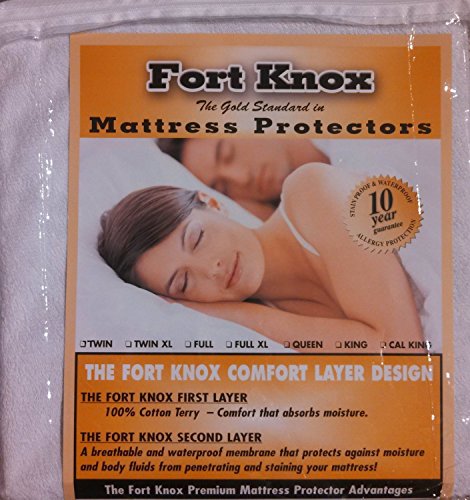 Fort Knox
The Gold Standard in
Mattress Protectors
STAIN PROOF & WATERPROOF
10
year
guarantee
ALLERGY PROTECTION
❑ TWIN ❑ TWIN XL ❑ FULL ❑ FULL XL ❑ QUEEN ❑ KING ❑ CAL KING
THE FORT KNOX COMFORT LAYER DESIGN
THE FORT KNOX FIRST LAYER
100% Cotton Terry – Comfort that absorbs moisture.
THE FORT KNOX SECOND LAYER
A breathable and waterproof membrane that protects against moisture
and body fluids from penetrating and staining your mattress!
The Fort Knox Premium Mattress Protector Advantages